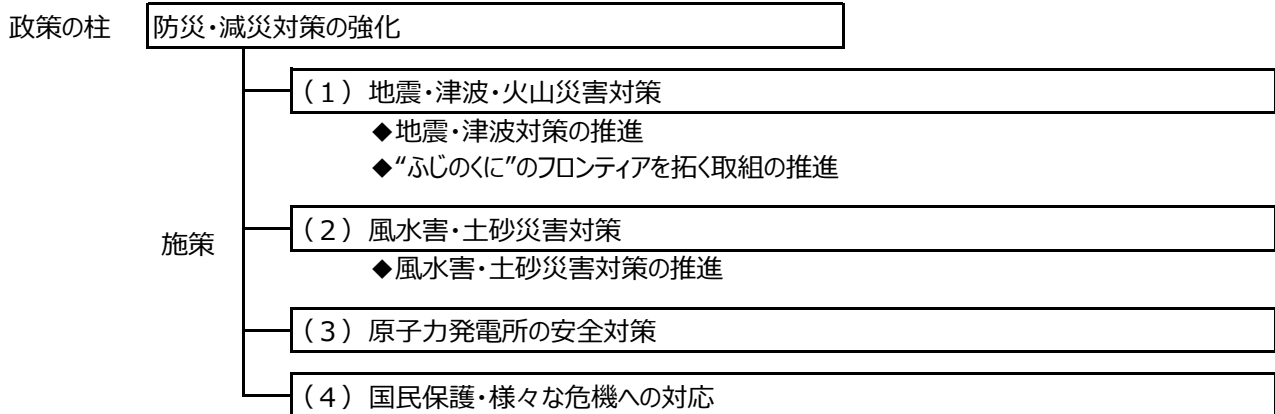 政策の柱 防災・減災対策の強化
（１）地震・津波・火山災害対策
◆地震・津波対策の推進
◆“ふじのくに”のフロンティアを拓く取組の推進
施策
（２）風水害・土砂災害対策
◆風水害・土砂災害対策の推進
（３）原子力発電所の安全対策
（４）国民保護・様々な危機への対応